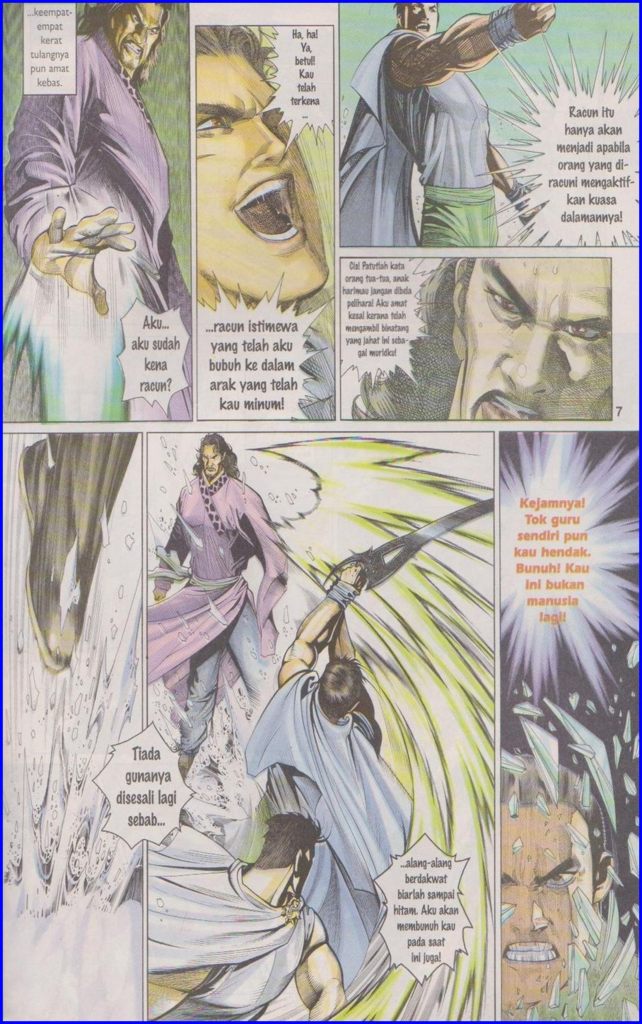 ...keempat-
empat
kerat
tulangnya
pun amat
kebas.
Aku...
aku sudah
kena
racun?
Ha, ha!
Ya,
betul!
Kau
telah
terkena
...
...racun istimewa
yang telah aku
bubuh ke dalam
arak yang telah
kau minum!
Racun itu
hanya akan
menjadi apabila
orang yang di-
racuni mengaktif-
kan kuasa
dalamannya!
Cis! Patutlah kata
orang tua-tua, anak
harimau jangan dibela
pelihara! Aku amat
kesal kerana telah
mengambil binatang
yang jahat ini seba-
gai muridku!
7
Tiada
gunanya
disesali lagi
sebab...
...alang-alang
berdakwat
biarlah sampai
hitam. Aku akan
membunuh kau
pada saat
ini juga!
Kejamnya!
Tok guru
sendiri pun
kau hendak.
Bunuh! Kau
ini bukan
manusia
lagi!